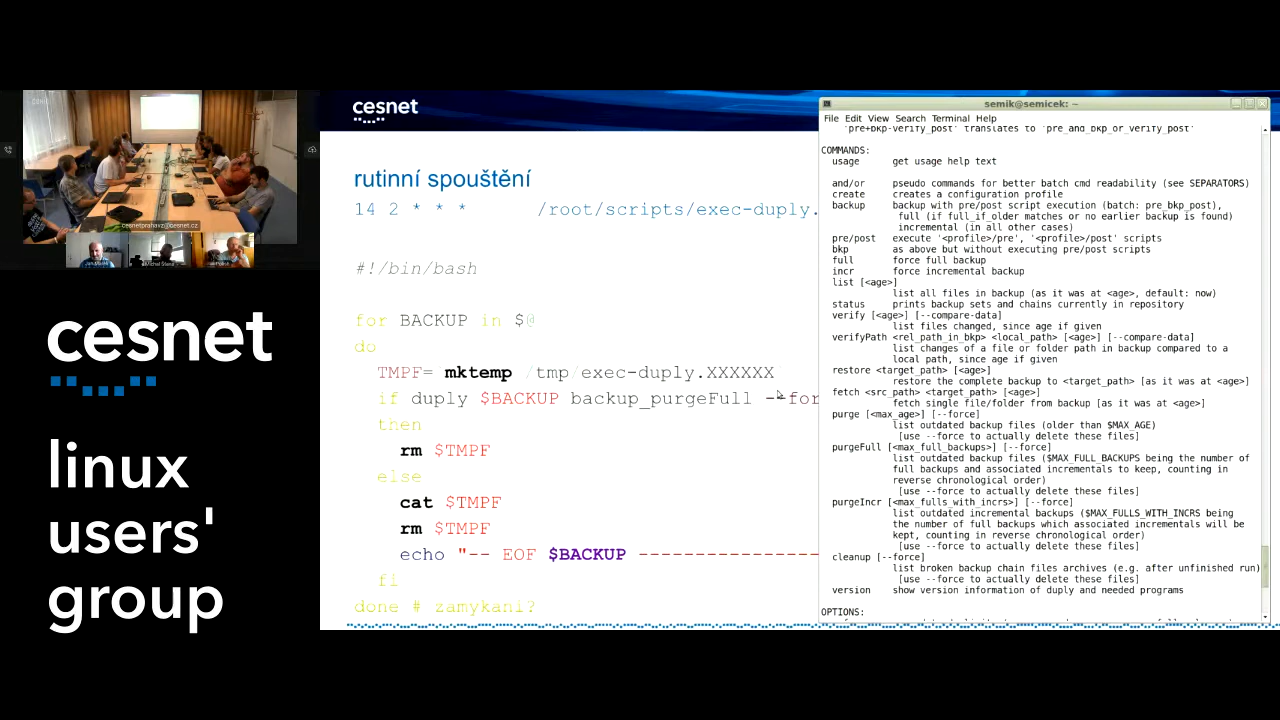 cesnetprahavz@cesnet.cz
cesnet
linux
users'
group
cesnet
rutinní spouštění
14 2 * * * /root/scripts/exec-duply.
#!/bin/bash
for BACKUP in $@
do
TMPF=`mktemp /tmp/exec-duply.XXXXXX
if duply $BACKUP backup_purgeFull --for
then
rm $TMPF
else
cat $TMPF
rm $TMPF
echo "-- EOF $BACKUP -----------------
fi
done # zamykani?
semik@semicek: ~
File Edit View Search Terminal Help
'pre+bkp-verify_post' translates to 'pre_and_bkp_or_verify_post'
COMMANDS:
usage get usage help text
and/or pseudo commands for better batch cmd readability (see SEPARATORS)
create creates a configuration profile
backup backup with pre/post script execution (batch: pre_bkp_post),
full (if full_if_older matches or no earlier backup is found)
incremental (in all other cases)
pre/post execute '<profile>/pre', '<profile>/post' scripts
bkp as above but without executing pre/post scripts
full force full backup
incr force incremental backup
list [<age>]
list all files in backup (as it was at <age>, default: now)
status prints backup sets and chains currently in repository
verify [<age>] [--compare-data]
list files changed, since age if given
verifyPath <rel_path_in_bkp> <local_path> [<age>] [--compare-data]
list changes of a file or folder path in backup compared to a
local path, since age if given
restore <target_path> [<age>]
restore the complete backup to <target_path> [as it was at <age>]
fetch <src_path> <target_path> [<age>]
fetch single file/folder from backup [as it was at <age>]
purge [<max_age>] [--force]
list outdated backup files (older than $MAX_AGE)
[use --force to actually delete these files]
purgeFull [<max_full_backups>] [--force]
list outdated backup files ($MAX_FULL_BACKUPS being the number of
full backups and associated incrementals to keep, counting in
reverse chronological order)
[use --force to actually delete these files]
purgeIncr [<max_fulls_with_incrs>] [--force]
list outdated incremental backups ($MAX_FULLS_WITH_INCRS being
the number of full backups which associated incrementals will be
kept, counting in reverse chronological order)
[use --force to actually delete these files]
cleanup [--force]
list broken backup chain files archives (e.g. after unfinished run)
[use --force to actually delete these files]
version show version information of duply and needed programs
OPTIONS: